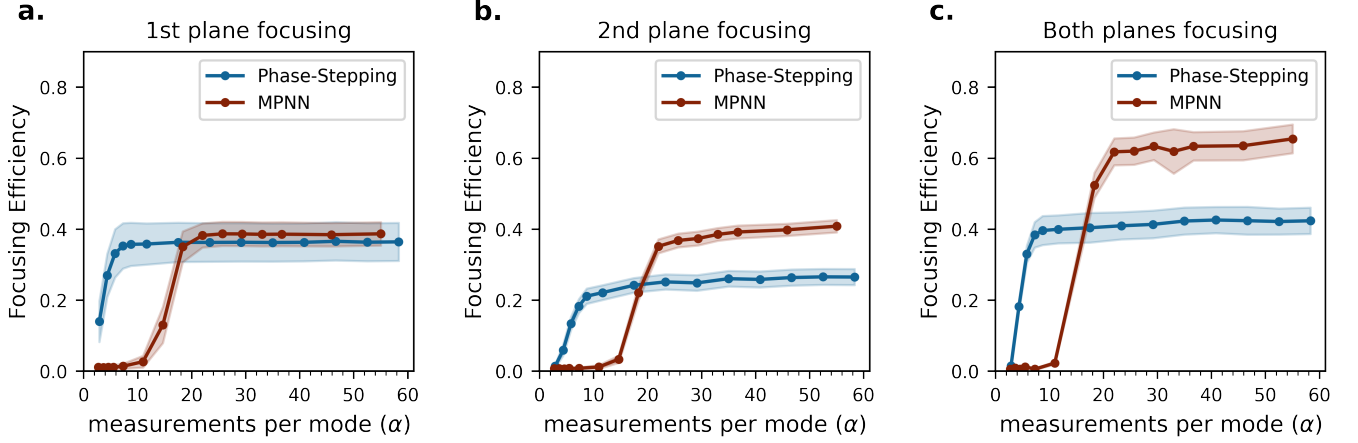 a.
1st plane focusing
Phase-Stepping
MPNN
Focusing Efficiency
0.8
0.6
0.4
0.2
0.0
0 10 20 30 40 50 60
measurements per mode (α)
b.
2nd plane focusing
Phase-Stepping
MPNN
Focusing Efficiency
0.8
0.6
0.4
0.2
0.0
0 10 20 30 40 50 60
measurements per mode (α)
c.
Both planes focusing
Phase-Stepping
MPNN
Focusing Efficiency
0.8
0.6
0.4
0.2
0.0
0 10 20 30 40 50 60
measurements per mode (α)